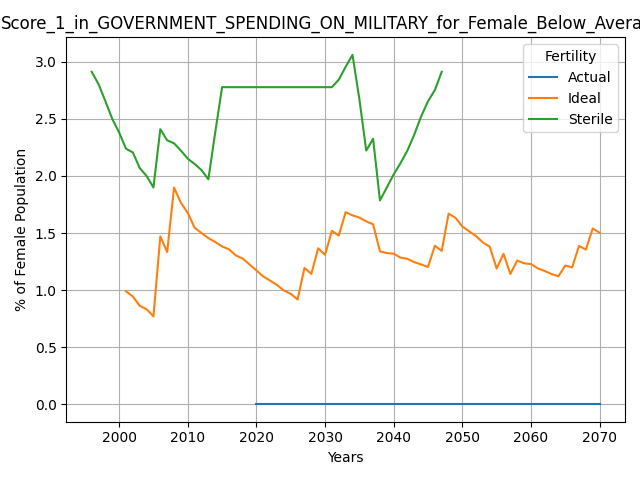 Score_1_in_GOVERNMENT_SPENDING_ON_MILITARY_for_Female_Below_Avera
Fertility
Actual
Ideal
Sterile
% of Female Population
3.0
2.5
2.0
1.5
1.0
0.5
0.0
2000 2010 2020 2030 2040 2050 2060 2070
Years